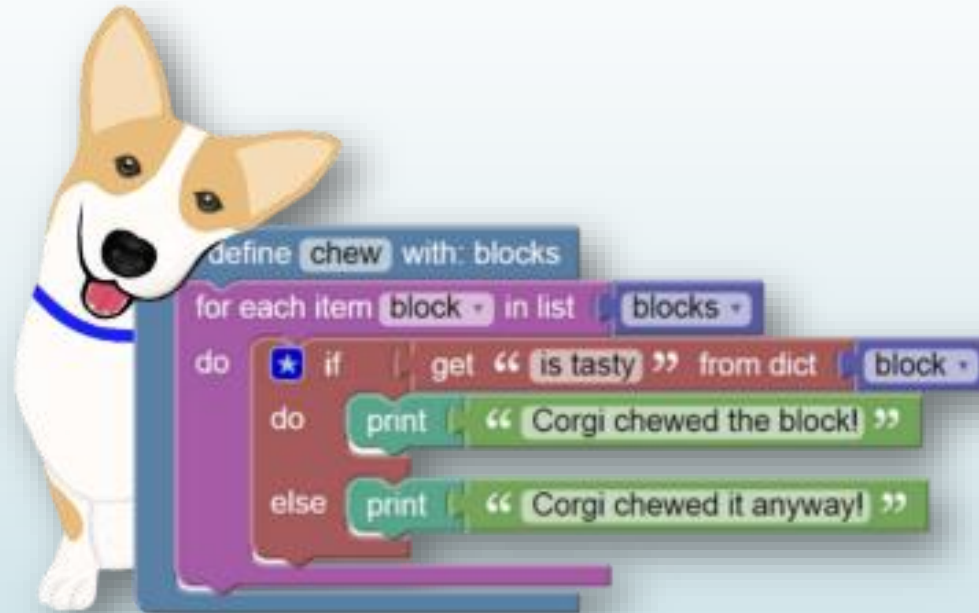 define chew with: blocks
for each item block in list blocks
do if get “ is tasty ” from dict block
do print “ Corgi chewed the block! ”
else print “ Corgi chewed it anyway! ”